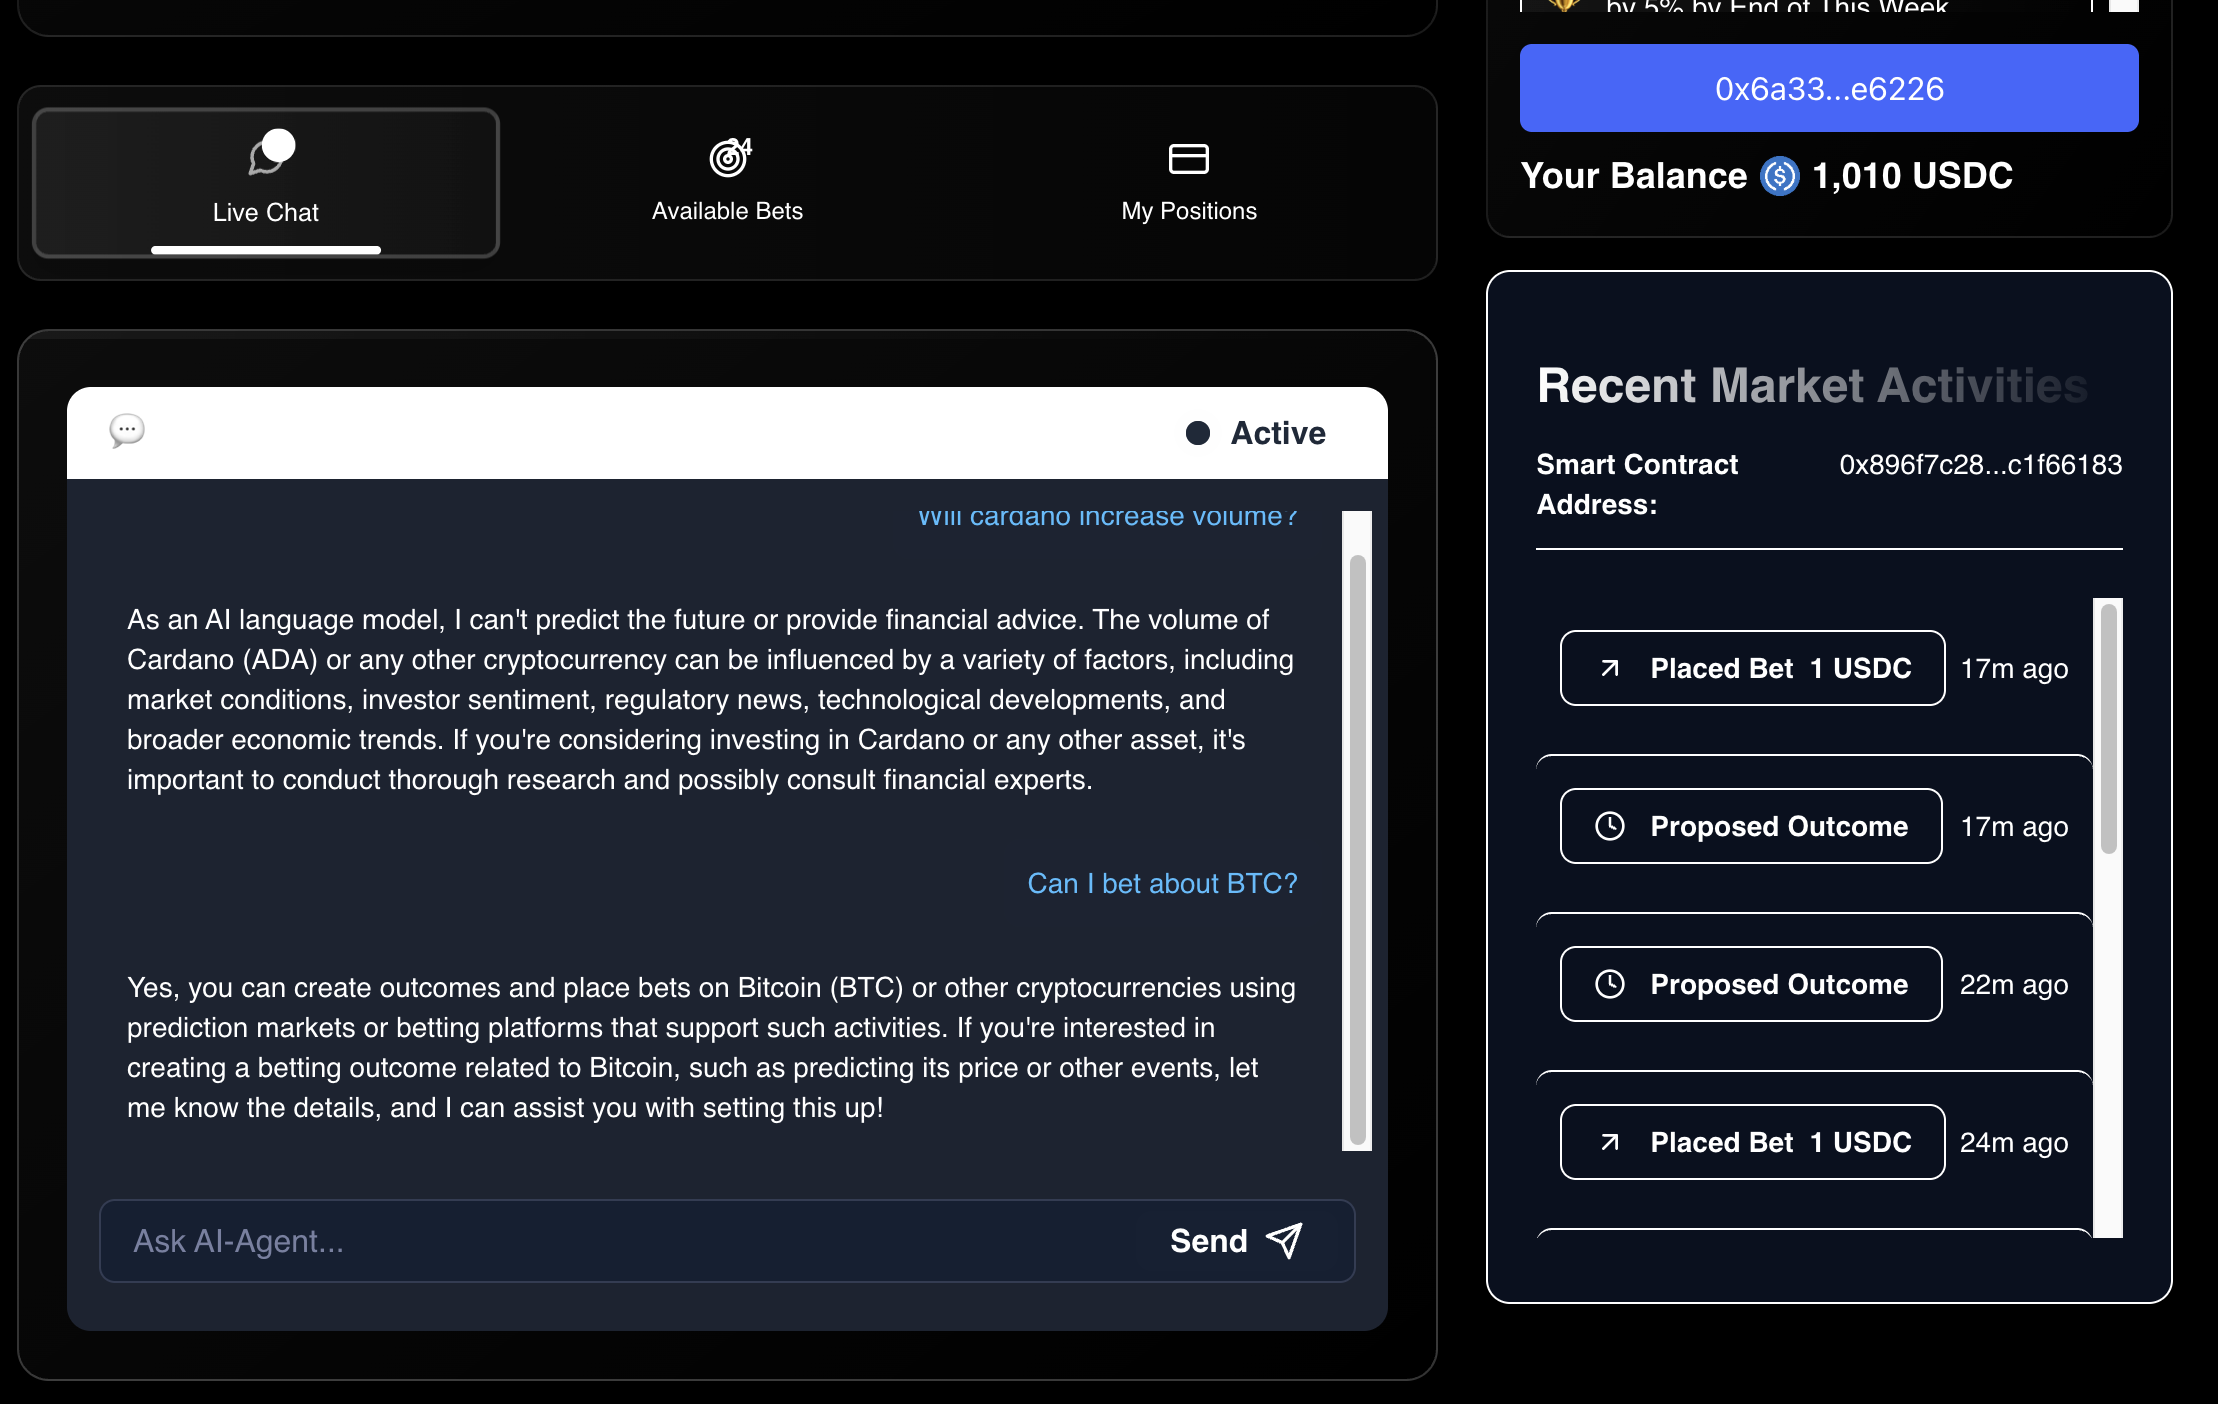 by 5% by End of This Week
0x6a33...e6226
Your Balance 1,010 USDC
Live Chat
24
Available Bets
My Positions
Active
Will cardano increase volume?
As an AI language model, I can't predict the future or provide financial advice. The volume of
Cardano (ADA) or any other cryptocurrency can be influenced by a variety of factors, including
market conditions, investor sentiment, regulatory news, technological developments, and
broader economic trends. If you're considering investing in Cardano or any other asset, it's
important to conduct thorough research and possibly consult financial experts.
Can I bet about BTC?
Yes, you can create outcomes and place bets on Bitcoin (BTC) or other cryptocurrencies using
prediction markets or betting platforms that support such activities. If you're interested in
creating a betting outcome related to Bitcoin, such as predicting its price or other events, let
me know the details, and I can assist you with setting this up!
Ask AI-Agent...
Send
Recent Market Activities
Smart Contract
Address:
0x896f7c28...c1f66183
Placed Bet 1 USDC 17m ago
Proposed Outcome 17m ago
Proposed Outcome 22m ago
Placed Bet 1 USDC 24m ago